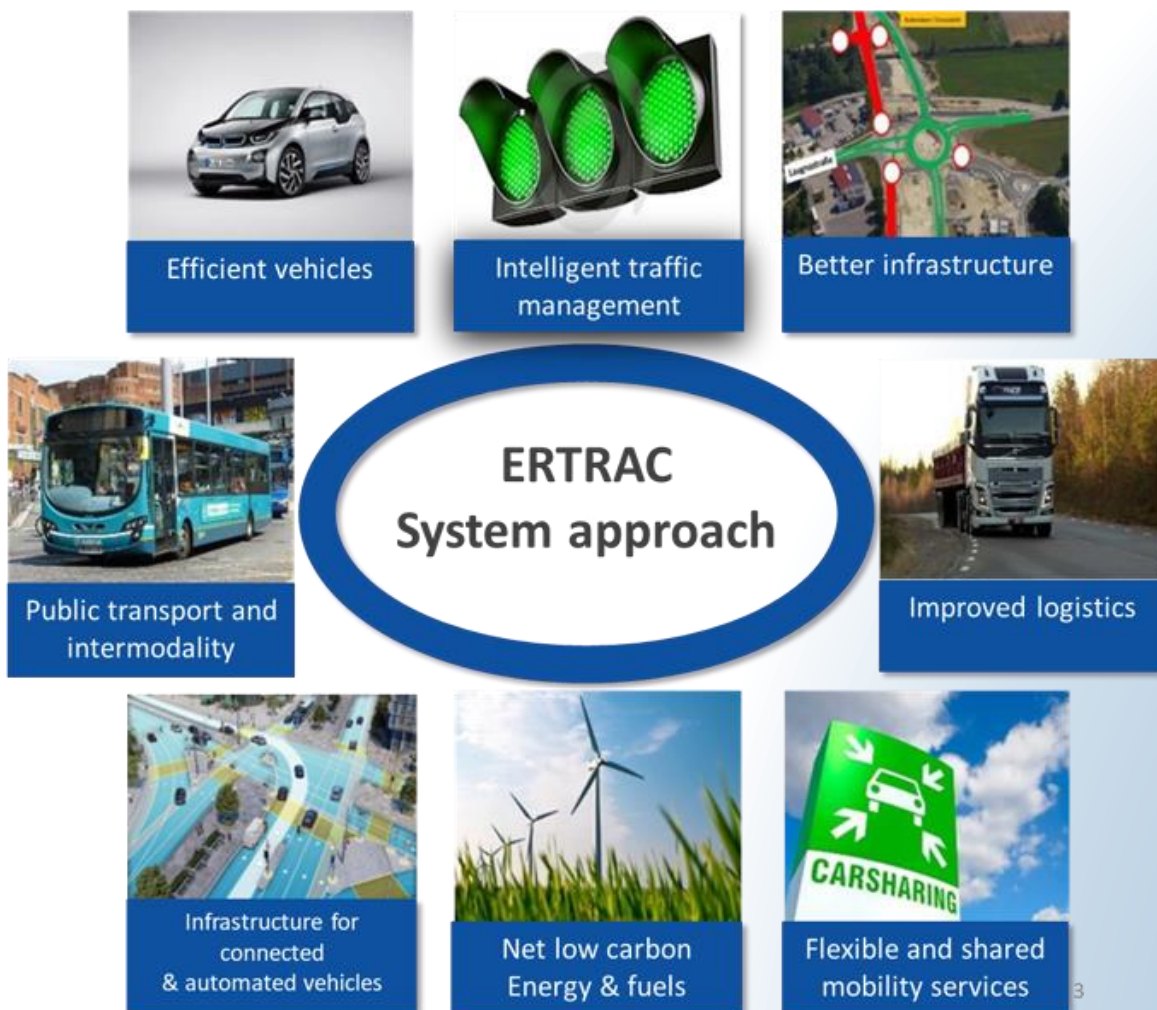 Efficient vehicles
Intelligent traffic
management
Better infrastructure
ERTRAC
System approach
Public transport and
intermodality
Improved logistics
CARSHARING
Infrastructure for
connected
& automated vehicles
Net low carbon
Energy & fuels
Flexible and shared
mobility services
3